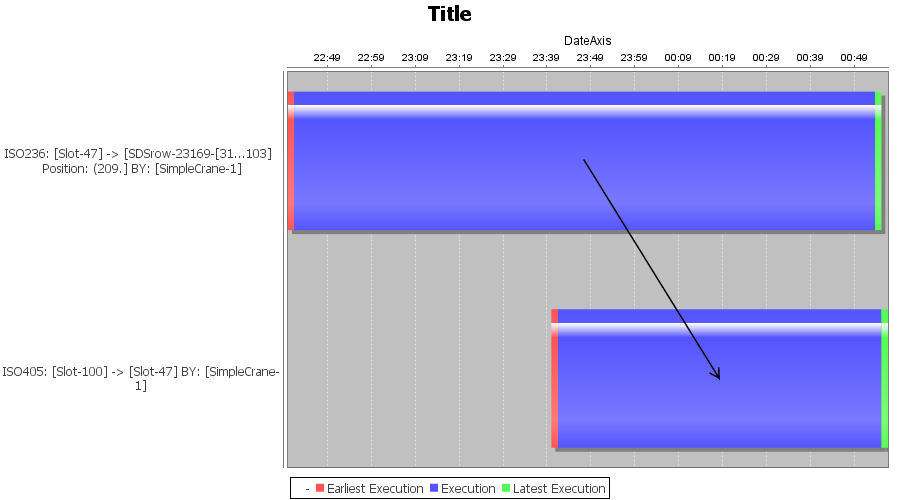 Title
DateAxis
22:49 22:59 23:09 23:19 23:29 23:39 23:49 23:59 00:09 00:19 00:29 00:39 00:49
ISO236: [Slot-47] -> [SDSrow-23169-[31...103]
Position: (209.] BY: [SimpleCrane-1]
ISO405: [Slot-100] -> [Slot-47] BY: [SimpleCrane-
1]
- Earliest Execution Execution Latest Execution